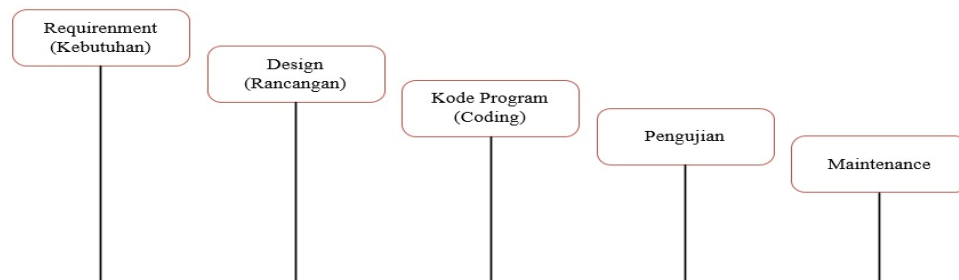 Requirenment
(Kebutuhan)
Design
(Rancangan)
Kode Program
(Coding)
Pengujian
Maintenance